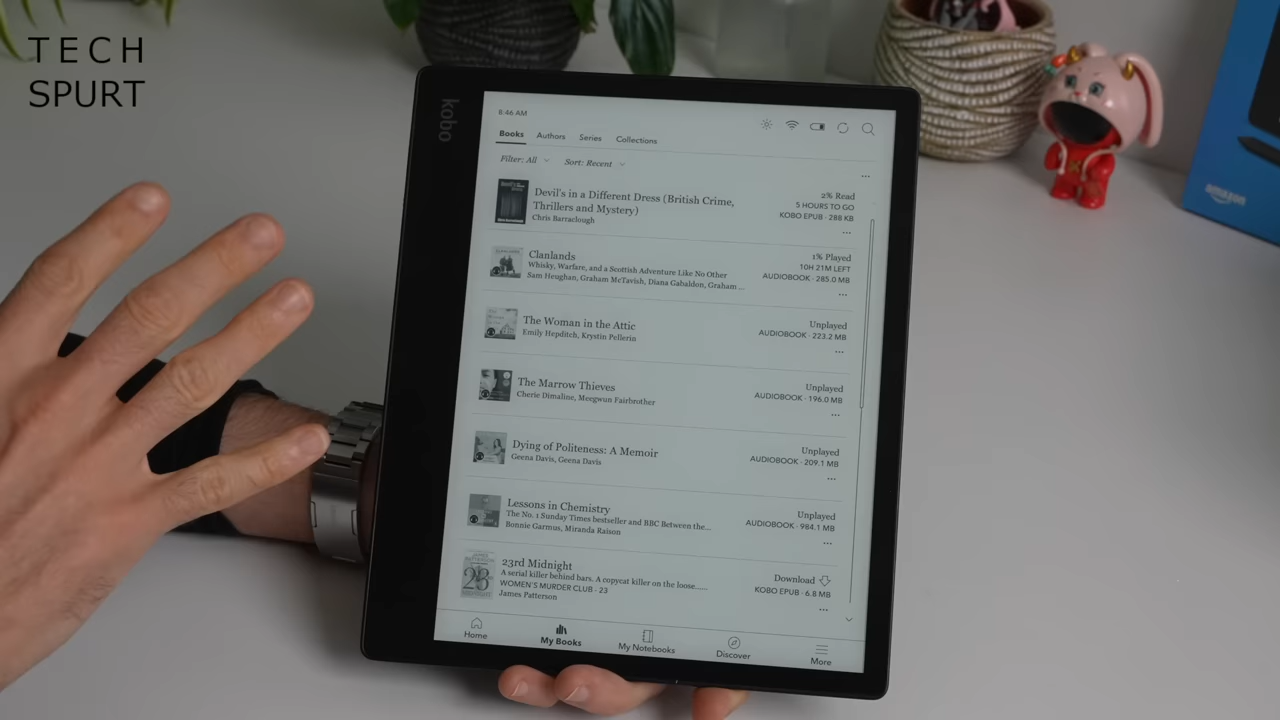 TECH
SPURT
kobo
8:46 AM
Books Authors Series Collections
Filter: All Sort: Recent
Devil's in a Different Dress (British Crime,
Thrillers and Mystery)
Chris Barraclough
2% Read
5 HOURS TO GO
KOBO EPUB · 288 KB
Clanlands
Whisky, Warfare, and a Scottish Adventure Like No Other
Sam Heughan, Graham McTavish, Diana Gabaldon, Graham ...
1% Played
10H 21M LEFT
AUDIOBOOK · 285.0 MB
The Woman in the Attic
Emily Hepditch, Krystin Pellerin
Unplayed
AUDIOBOOK · 223.2 MB
The Marrow Thieves
Cherie Dimaline, Meegwun Fairbrother
Unplayed
AUDIOBOOK · 196.0 MB
Dying of Politeness: A Memoir
Geena Davis, Geena Davis
Unplayed
AUDIOBOOK · 209.1 MB
Lessons in Chemistry
The No. 1 Sunday Times bestseller and BBC Between the...
Bonnie Garmus, Miranda Raison
Unplayed
AUDIOBOOK · 984.1 MB
23rd Midnight
A serial killer behind bars. A copycat killer on the loose......
WOMEN'S MURDER CLUB · 23
James Patterson
Download
KOBO EPUB · 6.8 MB
Home My Books My Notebooks Discover More
amazon